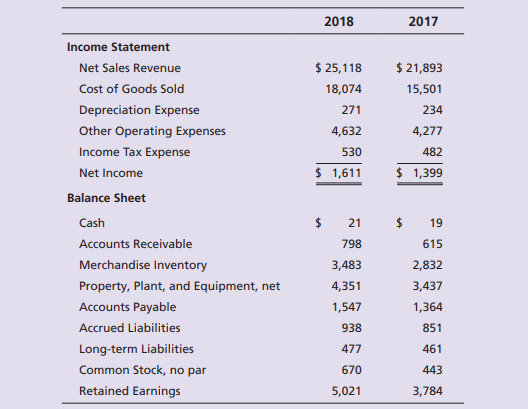 2018 2017
Income Statement
Net Sales Revenue $ 25,118 $ 21,893
Cost of Goods Sold 18,074 15,501
Depreciation Expense 271 234
Other Operating Expenses 4,632 4,277
Income Tax Expense 530 482
Net Income $ 1,611 $ 1,399
Balance Sheet
Cash $ 21 $ 19
Accounts Receivable 798 615
Merchandise Inventory 3,483 2,832
Property, Plant, and Equipment, net 4,351 3,437
Accounts Payable 1,547 1,364
Accrued Liabilities 938 851
Long-term Liabilities 477 461
Common Stock, no par 670 443
Retained Earnings 5,021 3,784